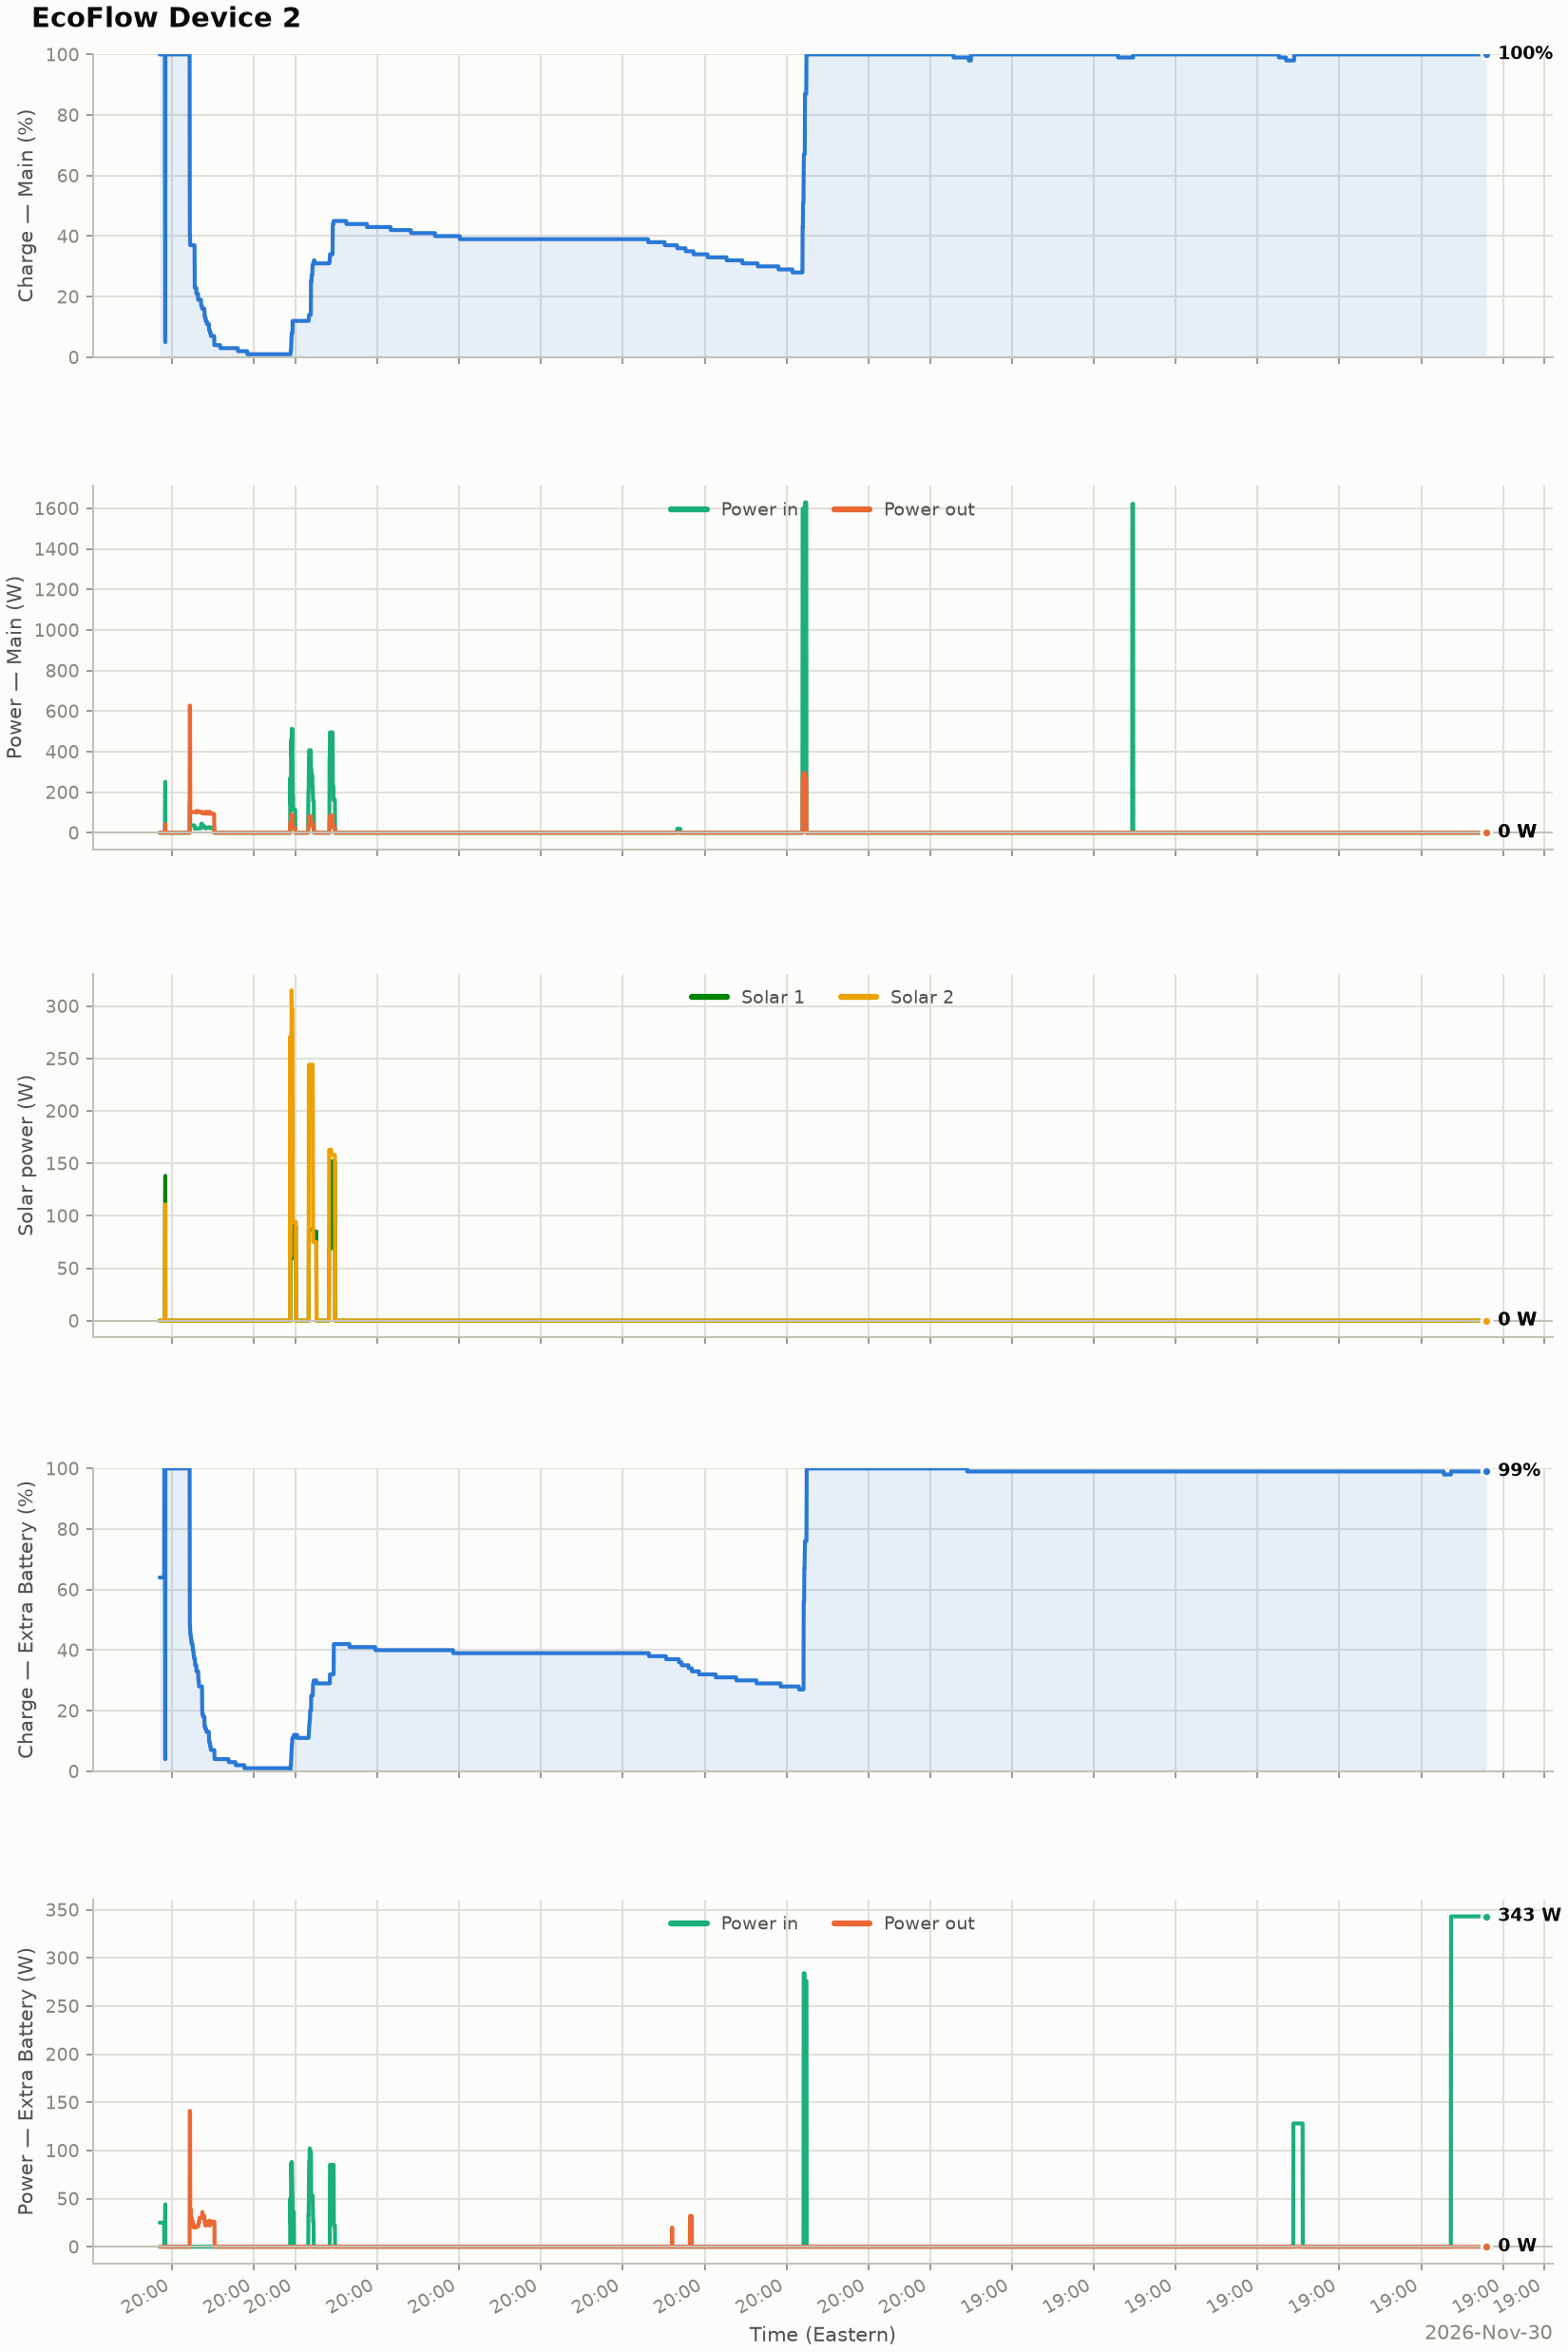 EcoFlow Device 2
Charge — Main (%)
100
80
60
40
20
0
100%
Power — Main (W)
1600
1400
1200
1000
800
600
400
200
0
Power in
Power out
0 W
Solar power (W)
300
250
200
150
100
50
0
Solar 1
Solar 2
0 W
Charge — Extra Battery (%)
100
80
60
40
20
0
99%
Power — Extra Battery (W)
350
300
250
200
150
100
50
0
Power in
Power out
343 W
0 W
20:00 20:00 20:00 20:00 20:00 20:00 20:00 20:00 20:00 20:00 20:00 19:00 19:00 19:00 19:00 19:00 19:00 19:00 19:00
Time (Eastern)
2026-Nov-30